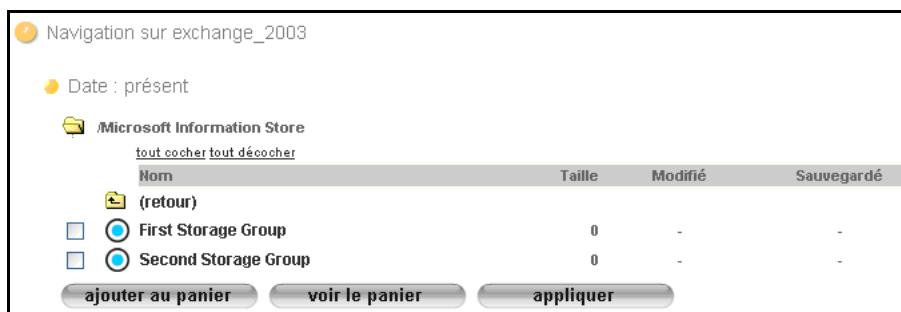 Navigation sur exchange_2003
Date : présent
/Microsoft Information Store
tout cocher tout décocher
Nom Taille Modifié Sauvegardé
(retour)
First Storage Group 0 - -
Second Storage Group 0 - -
ajouter au panier voir le panier appliquer